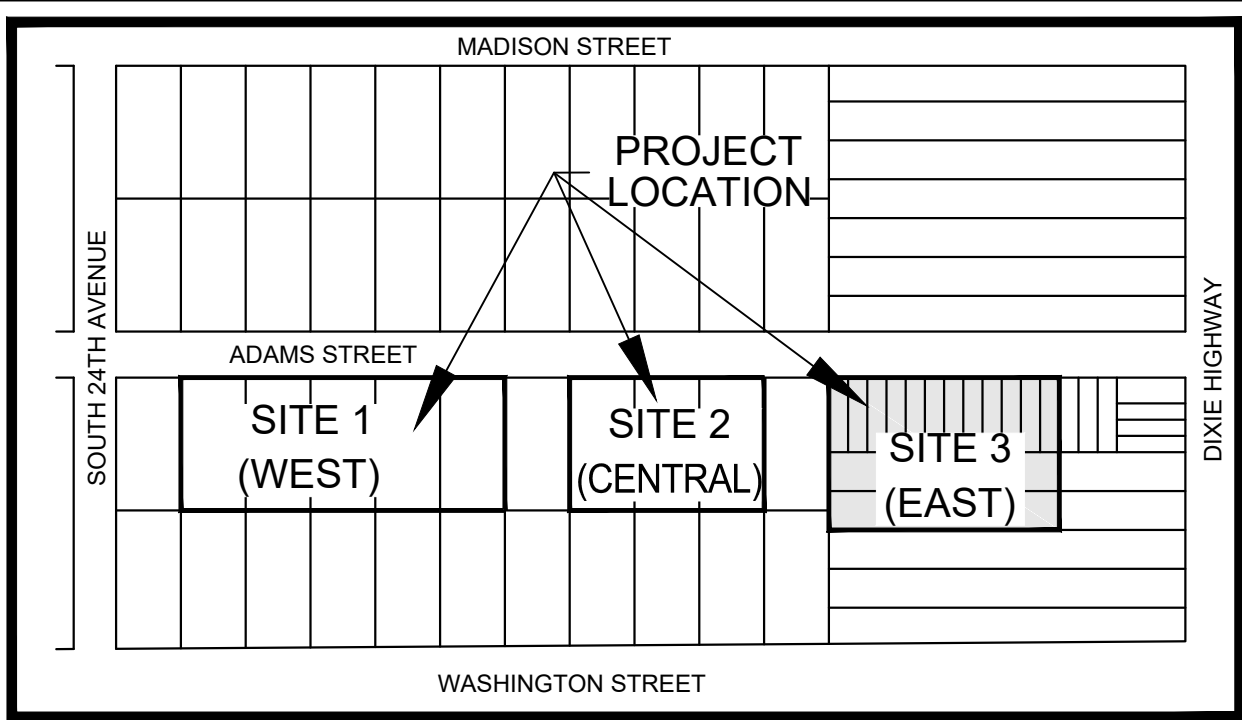 MADISON STREET
PROJECT
LOCATION
SOUTH 24TH AVENUE
DIXIE HIGHWAY
ADAMS STREET
SITE 1
(WEST)
SITE 2
(CENTRAL)
SITE 3
(EAST)
WASHINGTON STREET